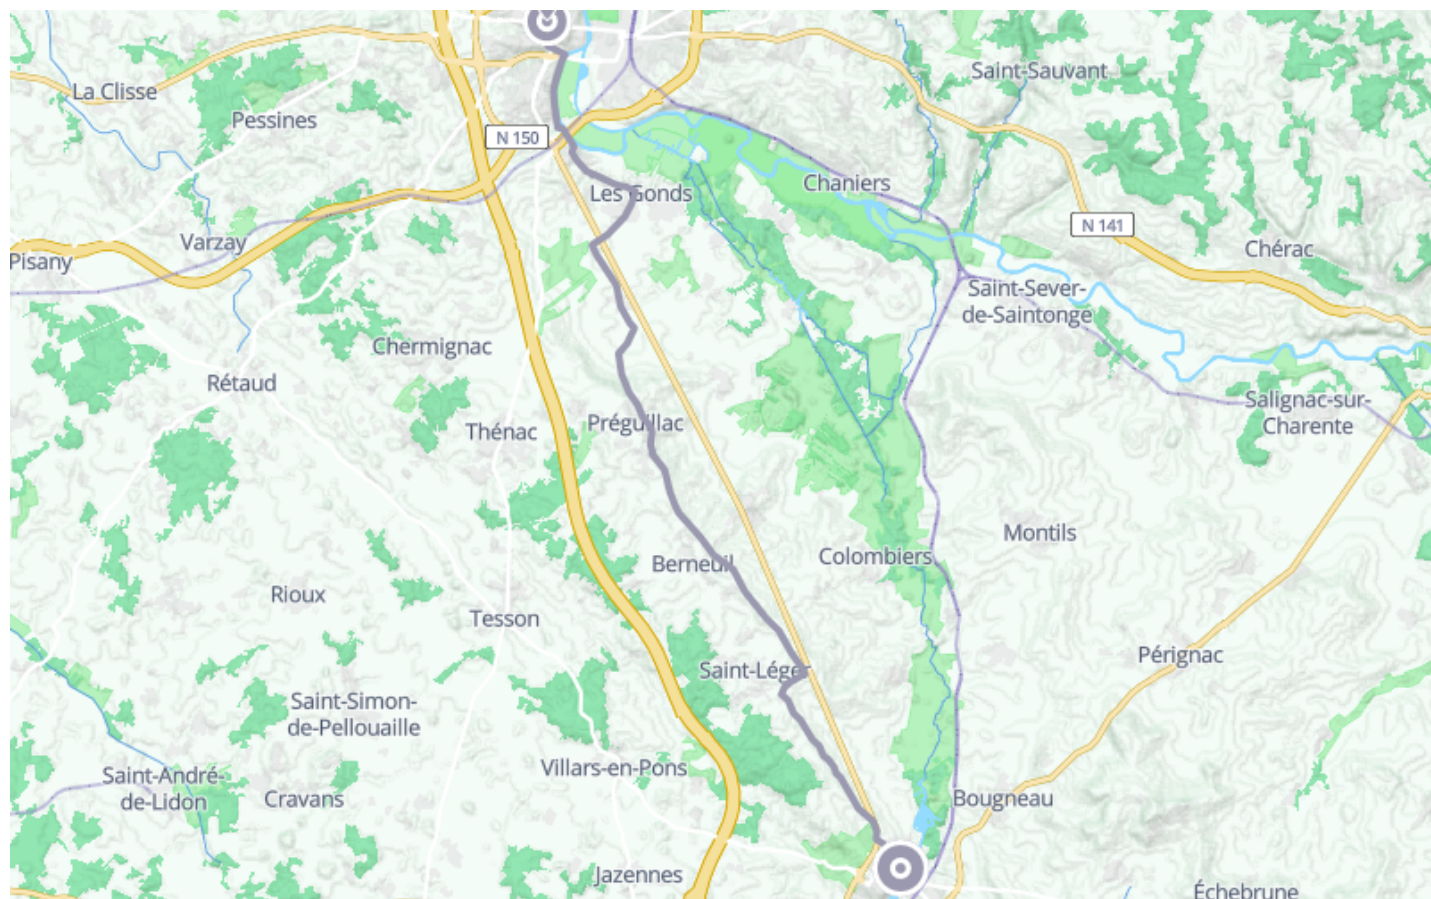 Saint-Sauvant
La Clisse
Pessines
N 150
Chaniers
Les Gonds
N 141
Varzay
Chérac
Pisany
Saint-Sever-
de-Saintonge
Chermignac
Rétaud
Salignac-sur-
Charente
Préguillac
Thénac
Montils
Colombiers
Berneuil
Rioux
Tesson
Pérignac
Saint-Léger
Saint-Simon-
de-Pellouaille
Villars-en-Pons
Saint-André-
de-Lidon
Cravans
Bougneau
Jazennes
Échebrune